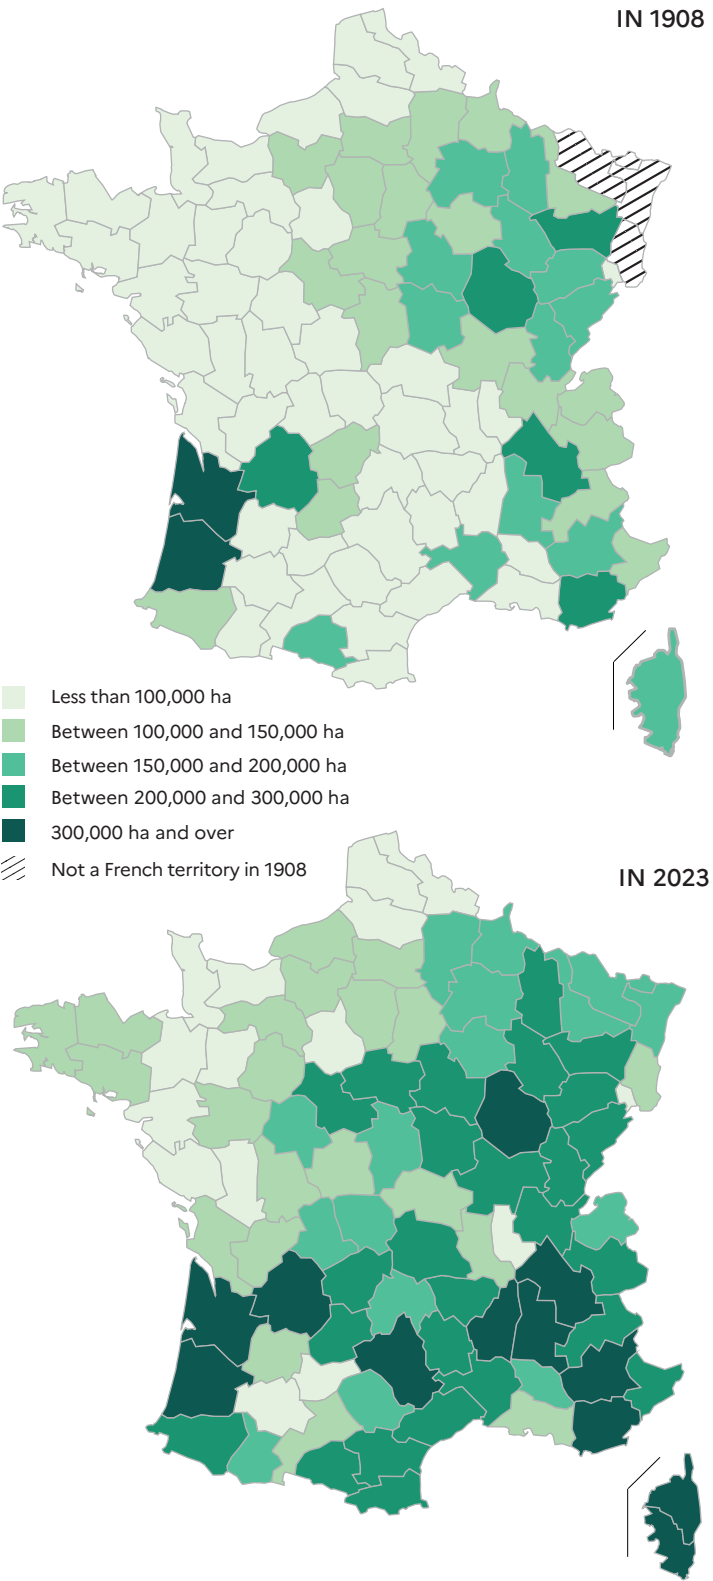 IN 1908
Less than 100,000 ha
Between 100,000 and 150,000 ha
Between 150,000 and 200,000 ha
Between 200,000 and 300,000 ha
300,000 ha and over
Not a French territory in 1908
IN 2023